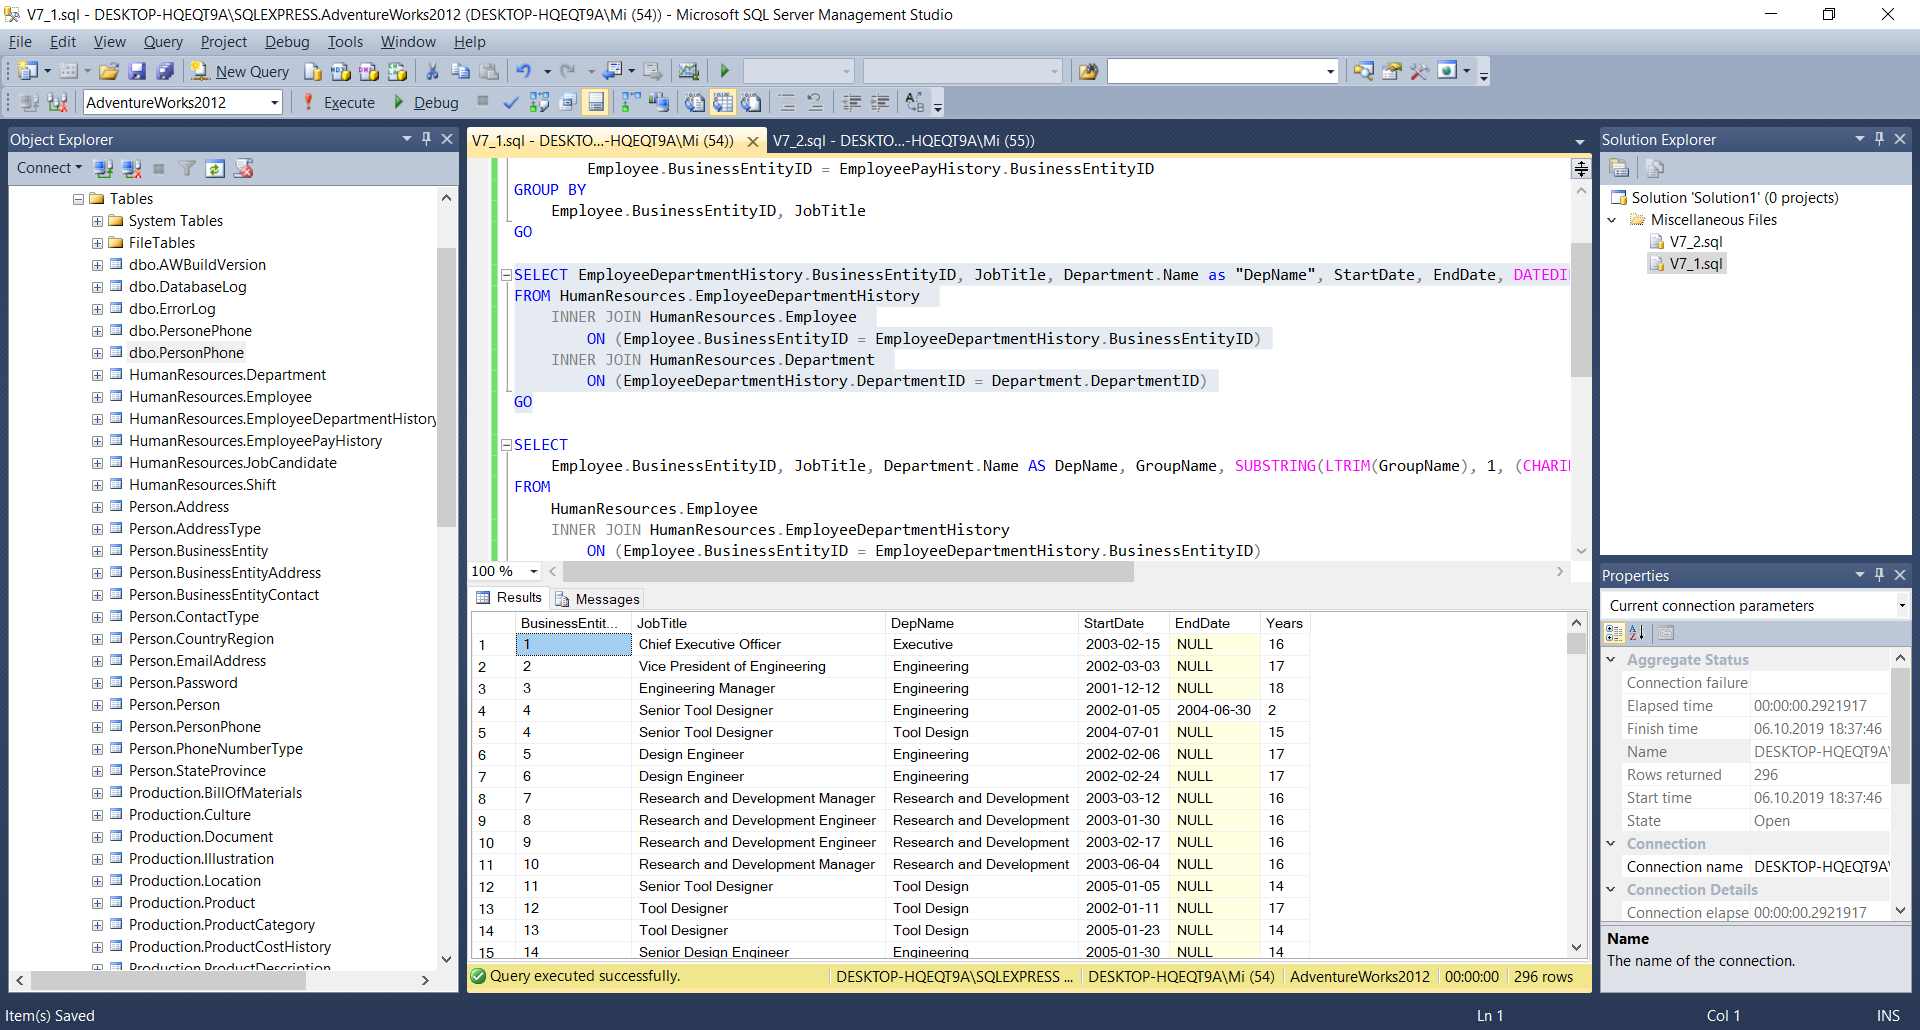 V7_1.sql - DESKTOP-HQEQT9A\SQLEXPRESS.AdventureWorks2012 (DESKTOP-HQEQT9A\Mi (54)) - Microsoft SQL Server Management Studio
File Edit View Query Project Debug Tools Window Help
New Query
AdventureWorks2012 Execute Debug
Object Explorer
Connect
Tables
System Tables
FileTables
dbo.AWBuildVersion
dbo.DatabaseLog
dbo.ErrorLog
dbo.PersonePhone
dbo.PersonPhone
HumanResources.Department
HumanResources.Employee
HumanResources.EmployeeDepartmentHistory
HumanResources.EmployeePayHistory
HumanResources.JobCandidate
HumanResources.Shift
Person.Address
Person.AddressType
Person.BusinessEntity
Person.BusinessEntityAddress
Person.BusinessEntityContact
Person.ContactType
Person.CountryRegion
Person.EmailAddress
Person.Password
Person.Person
Person.PersonPhone
Person.PhoneNumberType
Person.StateProvince
Production.BillOfMaterials
Production.Culture
Production.Document
Production.Illustration
Production.Location
Production.Product
Production.ProductCategory
Production.ProductCostHistory
Production.ProductDescription
V7_1.sql - DESKTO...-HQEQT9A\Mi (54)) V7_2.sql - DESKTO...-HQEQT9A\Mi (55))
Employee.BusinessEntityID = EmployeePayHistory.BusinessEntityID
GROUP BY
Employee.BusinessEntityID, JobTitle
GO
SELECT EmployeeDepartmentHistory.BusinessEntityID, JobTitle, Department.Name as "DepName", StartDate, EndDate, DATEDI
FROM HumanResources.EmployeeDepartmentHistory
INNER JOIN HumanResources.Employee
ON (Employee.BusinessEntityID = EmployeeDepartmentHistory.BusinessEntityID)
INNER JOIN HumanResources.Department
ON (EmployeeDepartmentHistory.DepartmentID = Department.DepartmentID)
GO
SELECT
Employee.BusinessEntityID, JobTitle, Department.Name AS DepName, GroupName, SUBSTRING(LTRIM(GroupName), 1, (CHARI
FROM
HumanResources.Employee
INNER JOIN HumanResources.EmployeeDepartmentHistory
ON (Employee.BusinessEntityID = EmployeeDepartmentHistory.BusinessEntityID)
100 %
Results Messages
BusinessEntit... JobTitle DepName StartDate EndDate Years
1 1 Chief Executive Officer Executive 2003-02-15 NULL 16
2 2 Vice President of Engineering Engineering 2002-03-03 NULL 17
3 3 Engineering Manager Engineering 2001-12-12 NULL 18
4 4 Senior Tool Designer Engineering 2002-01-05 2004-06-30 2
5 4 Senior Tool Designer Tool Design 2004-07-01 NULL 15
6 5 Design Engineer Engineering 2002-02-06 NULL 17
7 6 Design Engineer Engineering 2002-02-24 NULL 17
8 7 Research and Development Manager Research and Development 2003-03-12 NULL 16
9 8 Research and Development Engineer Research and Development 2003-01-30 NULL 16
10 9 Research and Development Engineer Research and Development 2003-02-17 NULL 16
11 10 Research and Development Manager Research and Development 2003-06-04 NULL 16
12 11 Senior Tool Designer Tool Design 2005-01-05 NULL 14
13 12 Tool Designer Tool Design 2002-01-11 NULL 17
14 13 Tool Designer Tool Design 2005-01-23 NULL 14
15 14 Senior Design Engineer Engineering 2005-01-30 NULL 14
Query executed successfully. DESKTOP-HQEQT9A\SQLEXPRESS ... DESKTOP-HQEQT9A\Mi (54) AdventureWorks2012 00:00:00 296 rows
Solution Explorer
Solution 'Solution1' (0 projects)
Miscellaneous Files
V7_2.sql
V7_1.sql
Properties
Current connection parameters
Aggregate Status
Connection failure
Elapsed time 00:00:00.2921917
Finish time 06.10.2019 18:37:46
Name DESKTOP-HQEQT9A\
Rows returned 296
Start time 06.10.2019 18:37:46
State Open
Connection
Connection name DESKTOP-HQEQT9A\
Connection Details
Connection elapse 00:00:00.2921917
Name
The name of the connection.
Item(s) Saved Ln 1 Col 1 INS